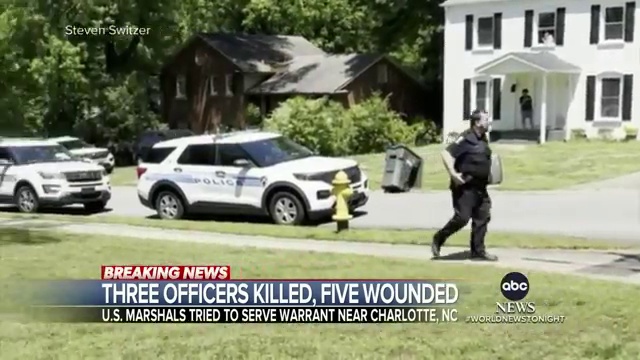 Steven Switzer
POLICE
BREAKING NEWS
THREE OFFICERS KILLED, FIVE WOUNDED
U.S. MARSHALS TRIED TO SERVE WARRANT NEAR CHARLOTTE, NC
abc
NEWS
#WORLDNEWSTONIGHT